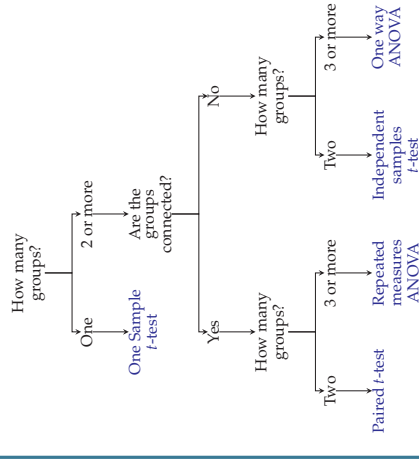 How many
groups?
One
2 or more
One Sample
t-test
Are the
groups
connected?
Yes
No
How many
groups?
How many
groups?
Two
3 or more
Two
3 or more
Paired t-test
Repeated
measures
ANOVA
Independent
samples
t-test
One way
ANOVA